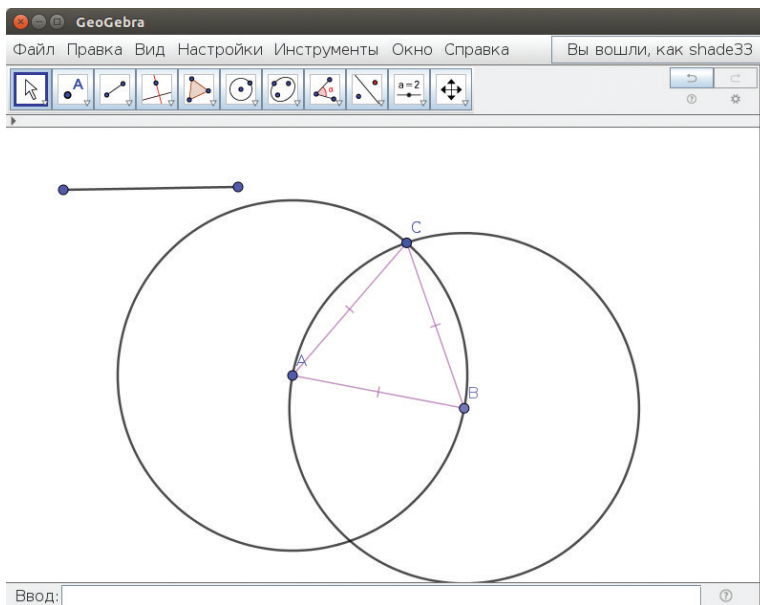 GeoGebra
Файл Правка Вид Настройки Инструменты Окно Справка Вы вошли, как shade33
A α a=2
C
A
B
Ввод: